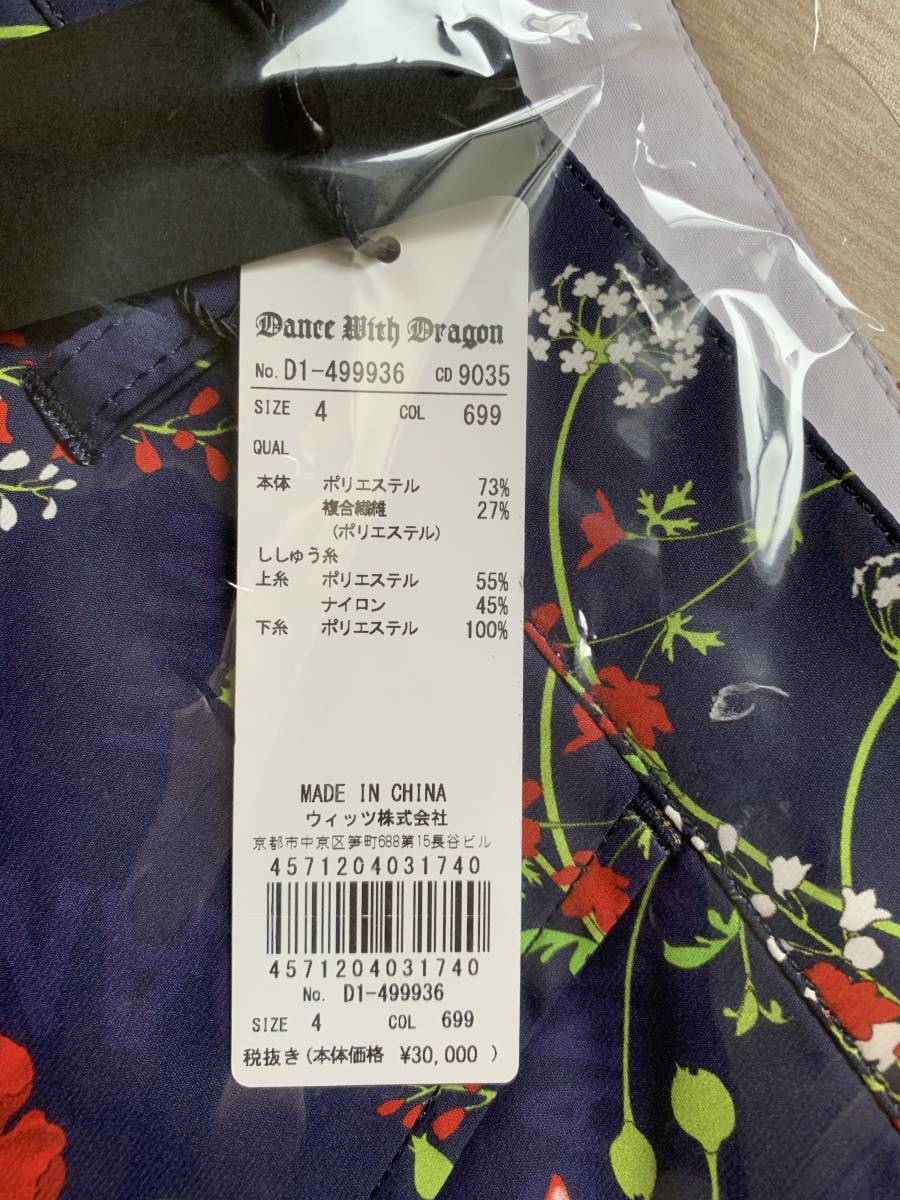 Dance With Dragon
No. D1-499936 CD 9035
SIZE 4 COL 699
QUAL
本体 ポリエステル 73%
複合繊維 27%
(ポリエステル)
ししゅう糸
上糸 ポリエステル 55%
ナイロン 45%
下糸 ポリエステル 100%
MADE IN CHINA
ウィッツ株式会社
京都市中京区笋町688第15長谷ビル
4571204031740
4571204031740
No. D1-499936
SIZE 4 COL 699
税抜き(本体価格 ¥30,000 )